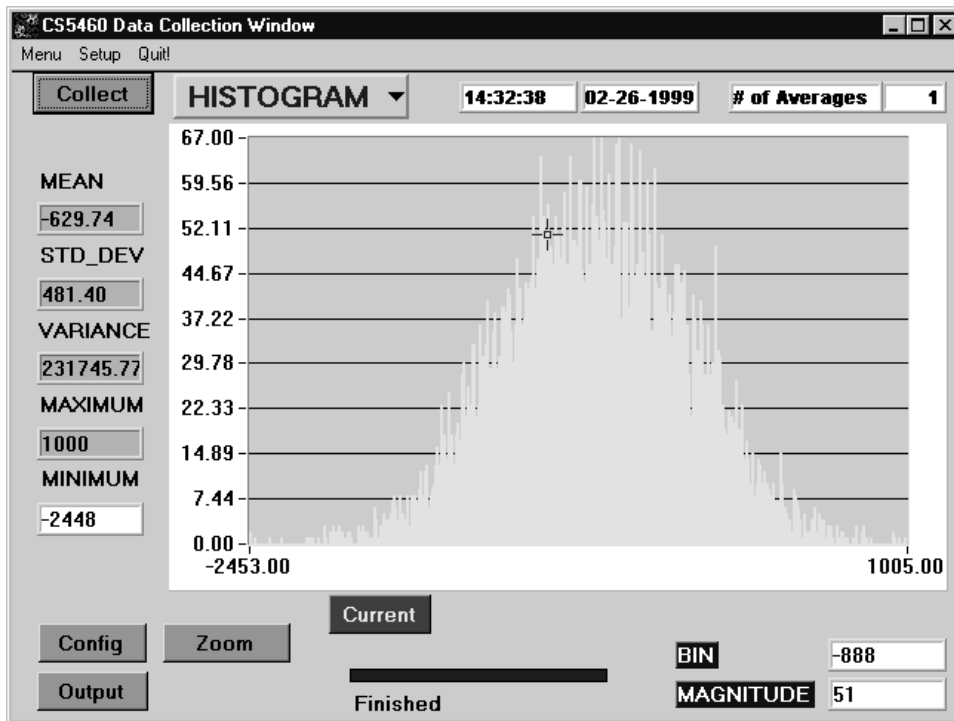 CS5460 Data Collection Window
Menu Setup Quit!
Collect
HISTOGRAM
14:32:38
02-26-1999
# of Averages
1
MEAN
-629.74
STD_DEV
481.40
VARIANCE
231745.77
MAXIMUM
1000
MINIMUM
-2448
67.00
59.56
52.11
44.67
37.22
29.78
22.33
14.89
7.44
0.00
-2453.00
1005.00
Current
Config
Zoom
Output
Finished
BIN
-888
MAGNITUDE
51